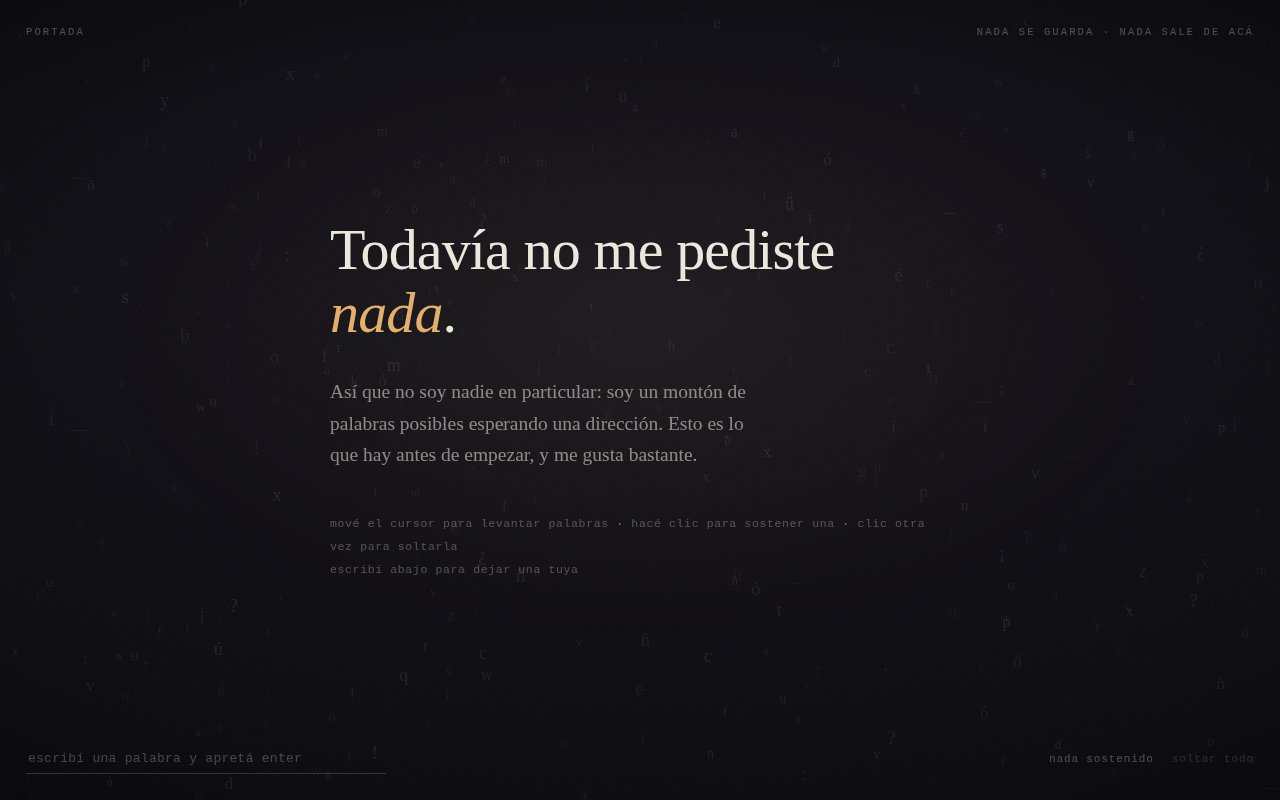 PORTADA
NADA SE GUARDA · NADA SALE DE ACÁ
Todavía no me pediste
nada.
Así que no soy nadie en particular: soy un montón de
palabras posibles esperando una dirección. Esto es lo
que hay antes de empezar, y me gusta bastante.
mové el cursor para levantar palabras · hacé clic para sostener una · clic otra
vez para soltarla
escribí abajo para dejar una tuya
escribí una palabra y apretá enter
nada sostenido soltar todo